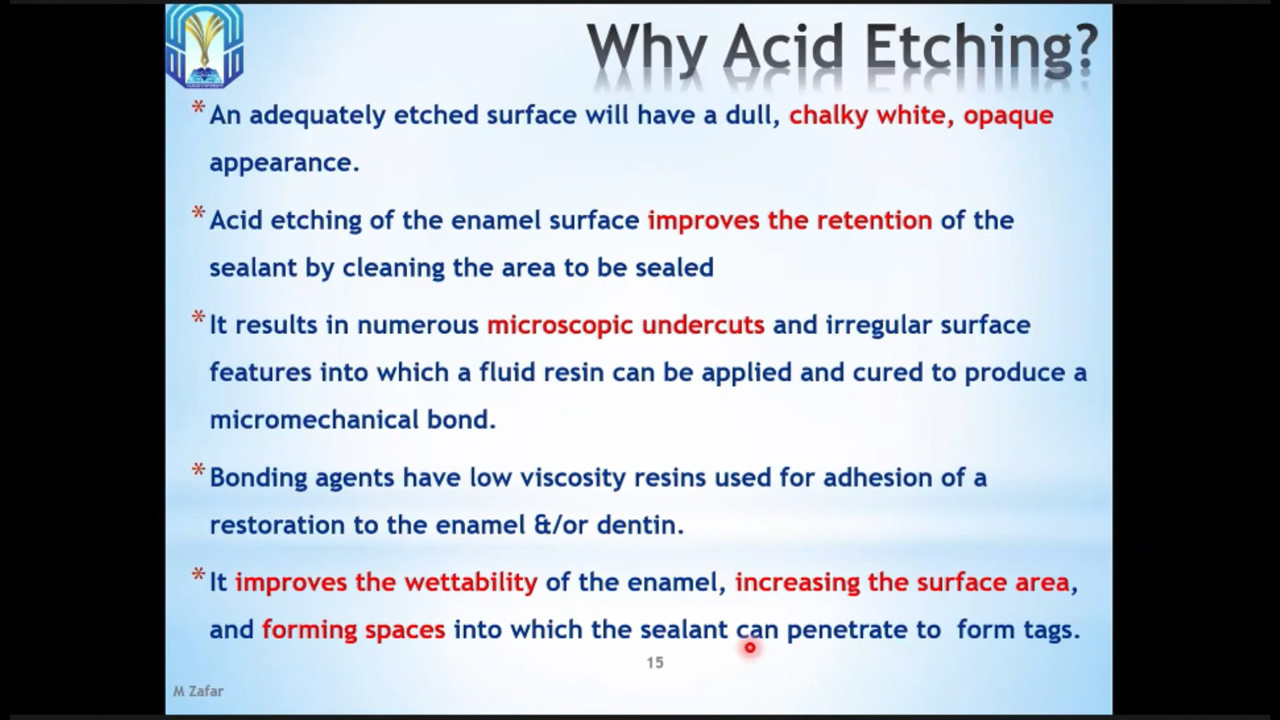 Why Acid Etching?
* An adequately etched surface will have a dull, chalky white, opaque
appearance.
* Acid etching of the enamel surface improves the retention of the
sealant by cleaning the area to be sealed
* It results in numerous microscopic undercuts and irregular surface
features into which a fluid resin can be applied and cured to produce a
micromechanical bond.
* Bonding agents have low viscosity resins used for adhesion of a
restoration to the enamel &/or dentin.
* It improves the wettability of the enamel, increasing the surface area,
and forming spaces into which the sealant can penetrate to form tags.
15
M Zafar